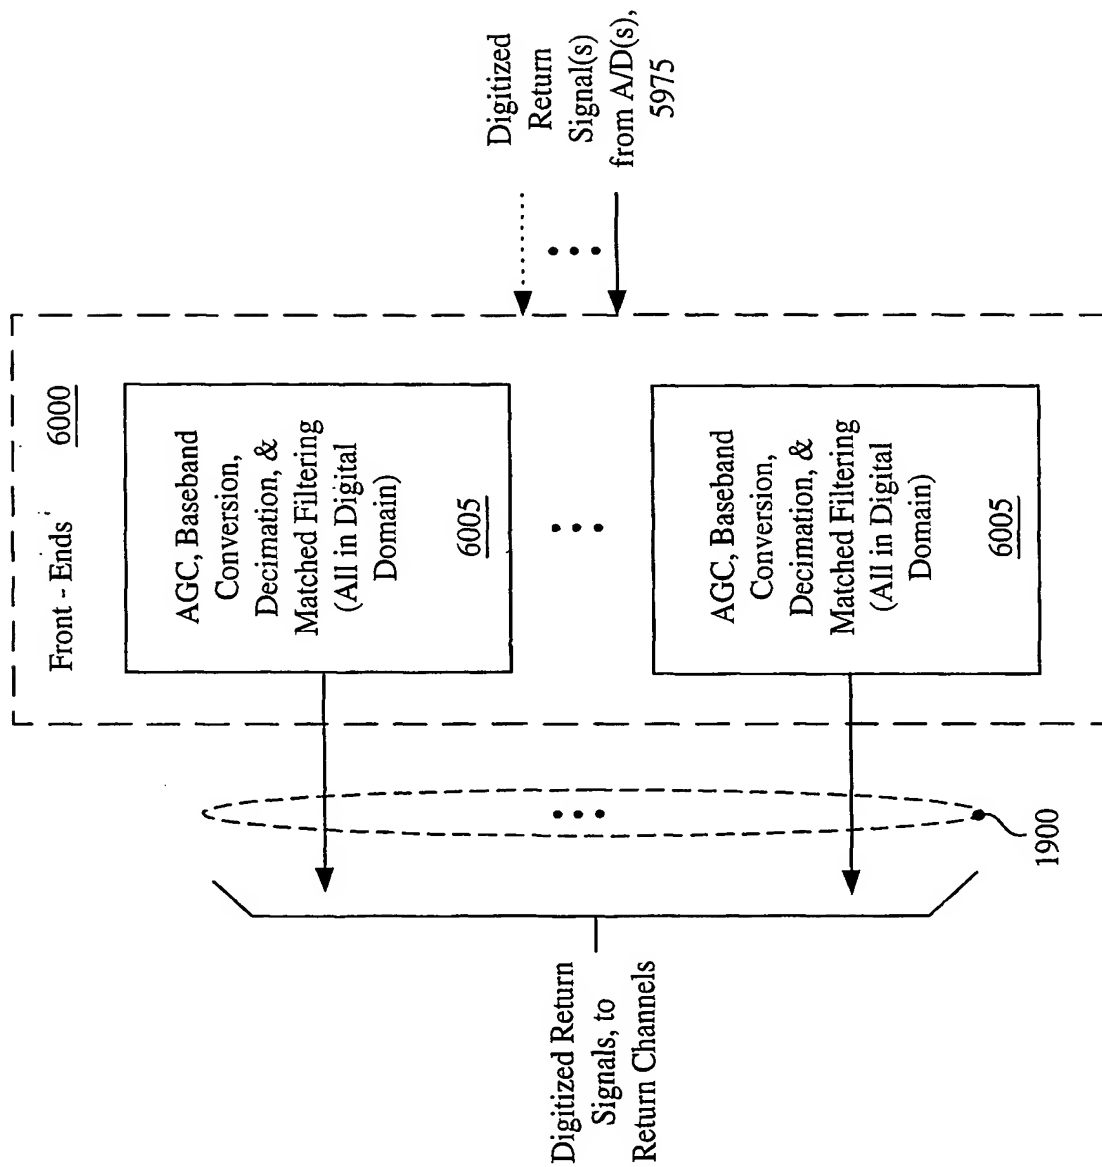 Digitized
Return
Signal(s)
from A/D(s),
5975
Front - Ends
6000
AGC, Baseband
Conversion,
Decimation, &
Matched Filtering
(All in Digital
Domain)
6005
AGC, Baseband
Conversion,
Decimation, &
Matched Filtering
(All in Digital
Domain)
6005
1900
Digitized Return
Signals, to
Return Channels